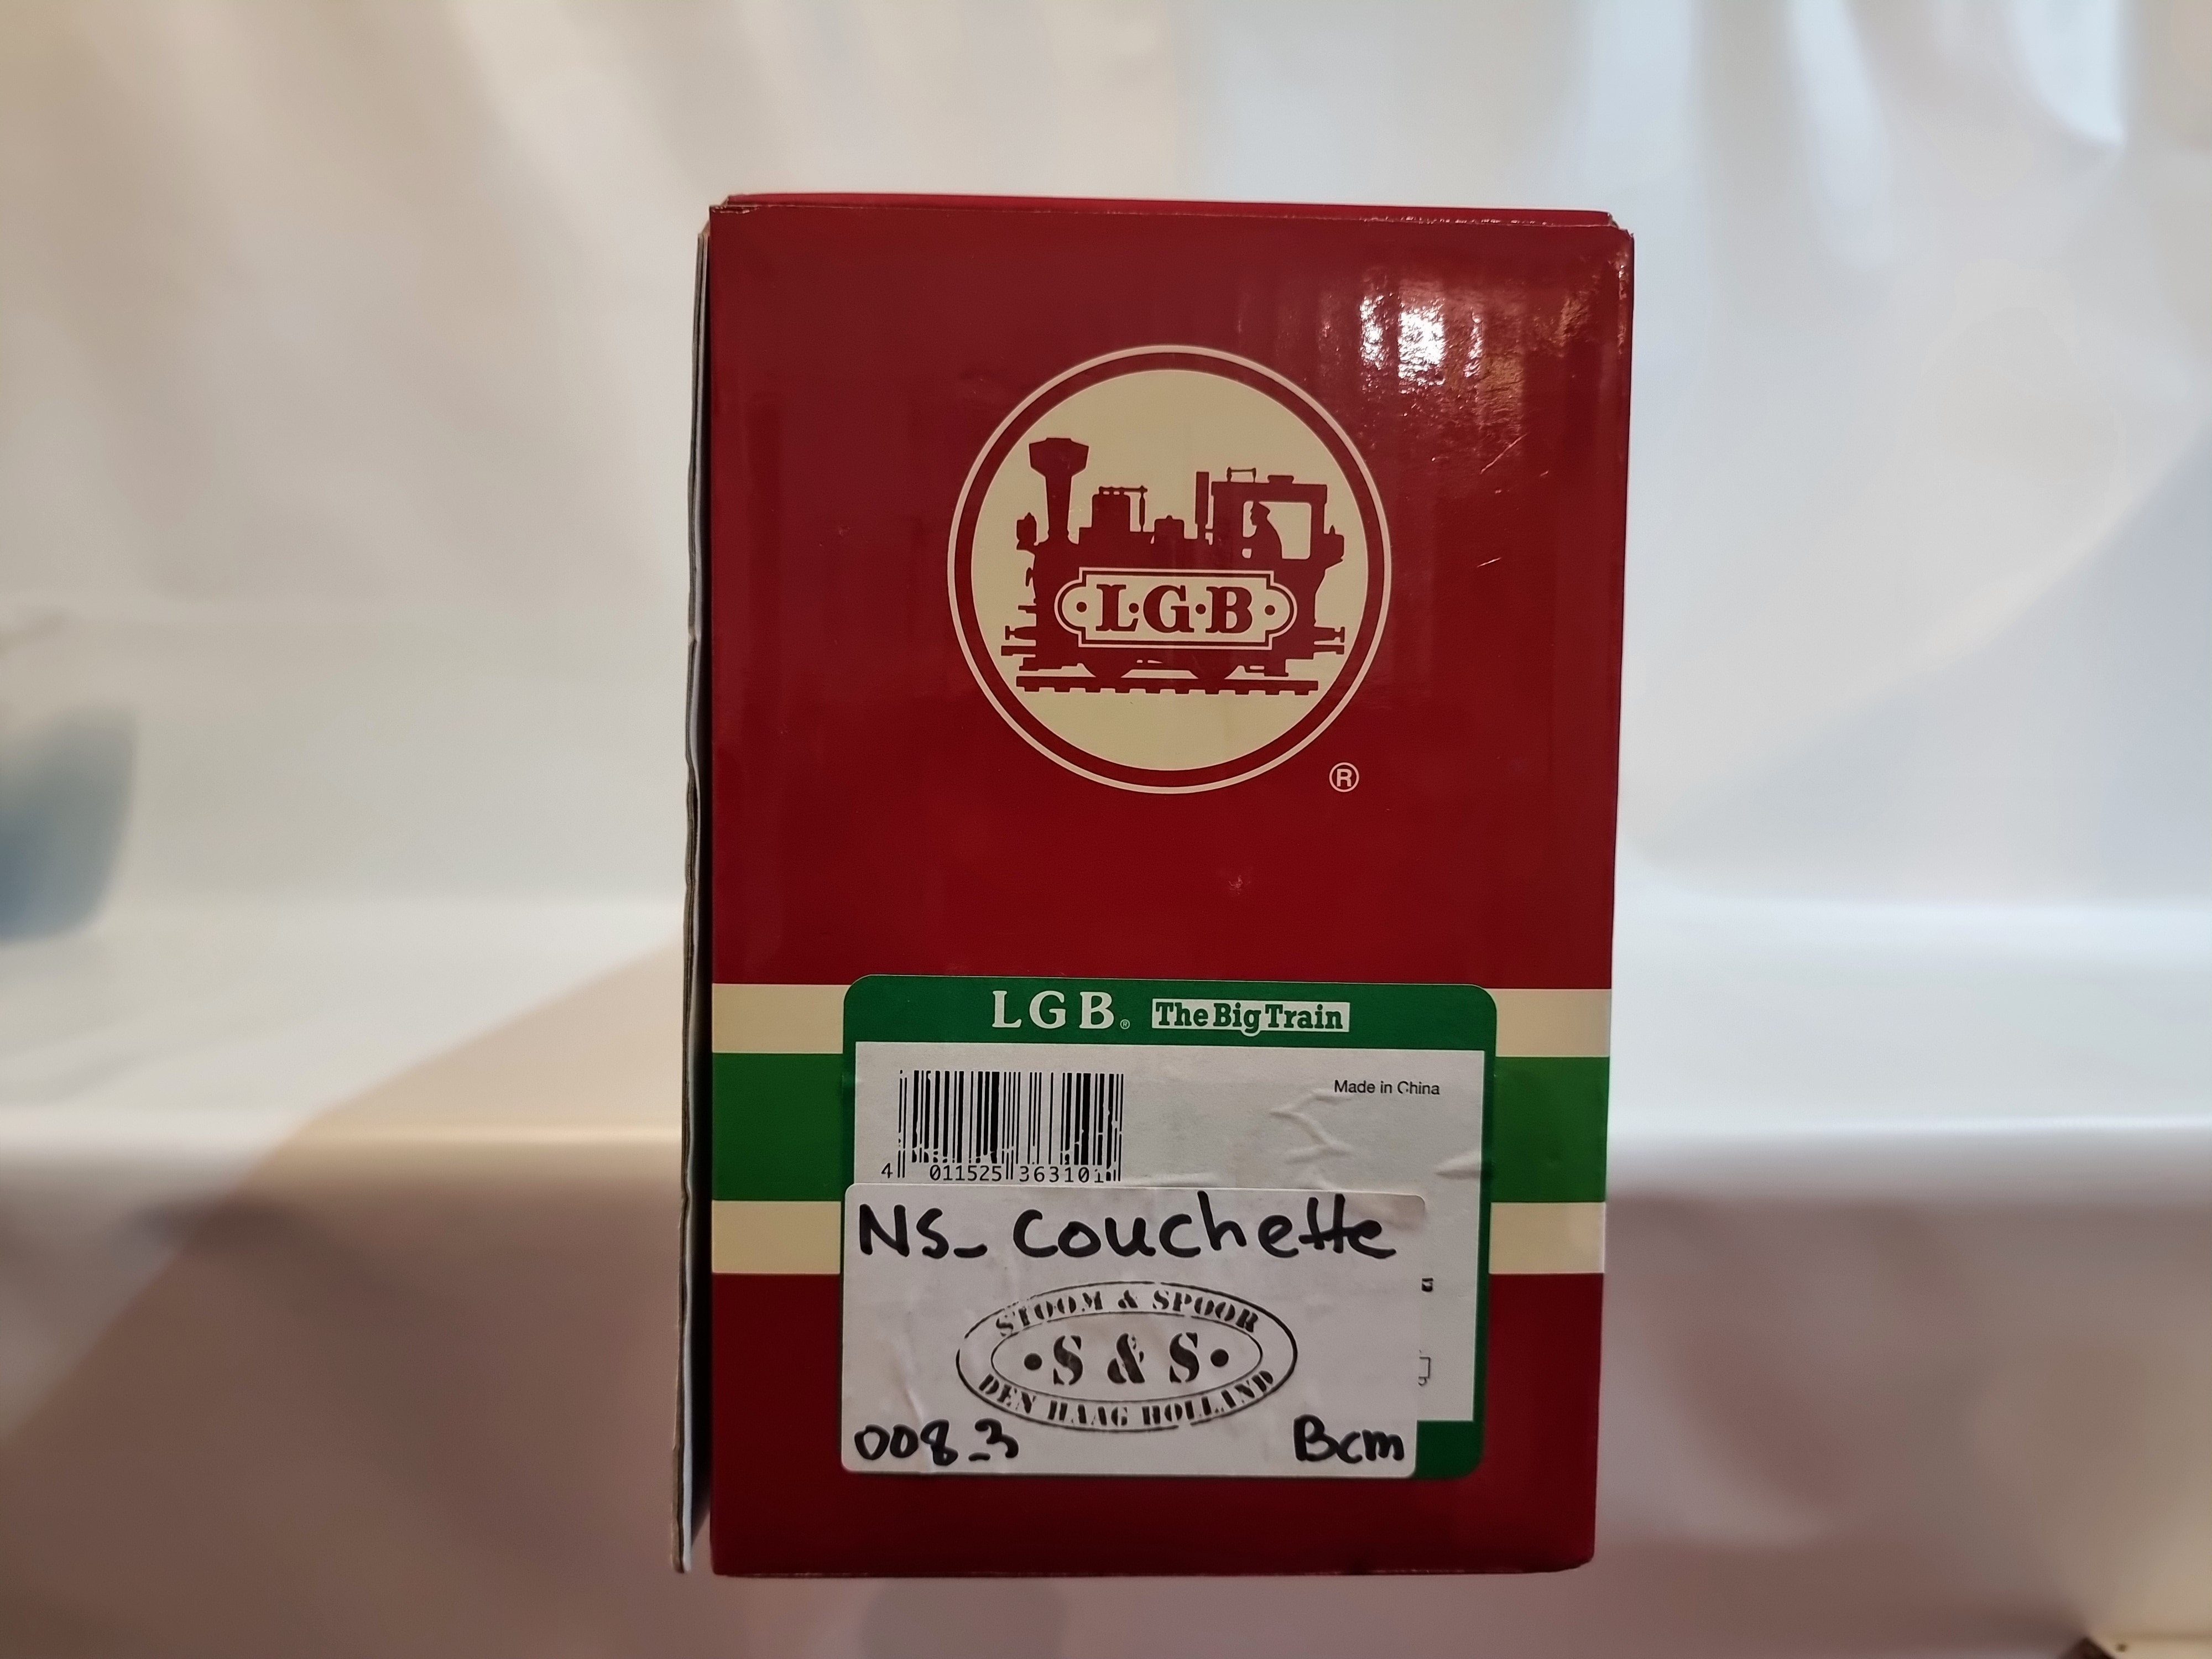 L·G·B
®
LGB® The Big Train
Made in China
4 011525 363101
NS_couchette
STOOM & SPOOR
·S & S·
DEN HAAG HOLLAND
008_3 Bcm